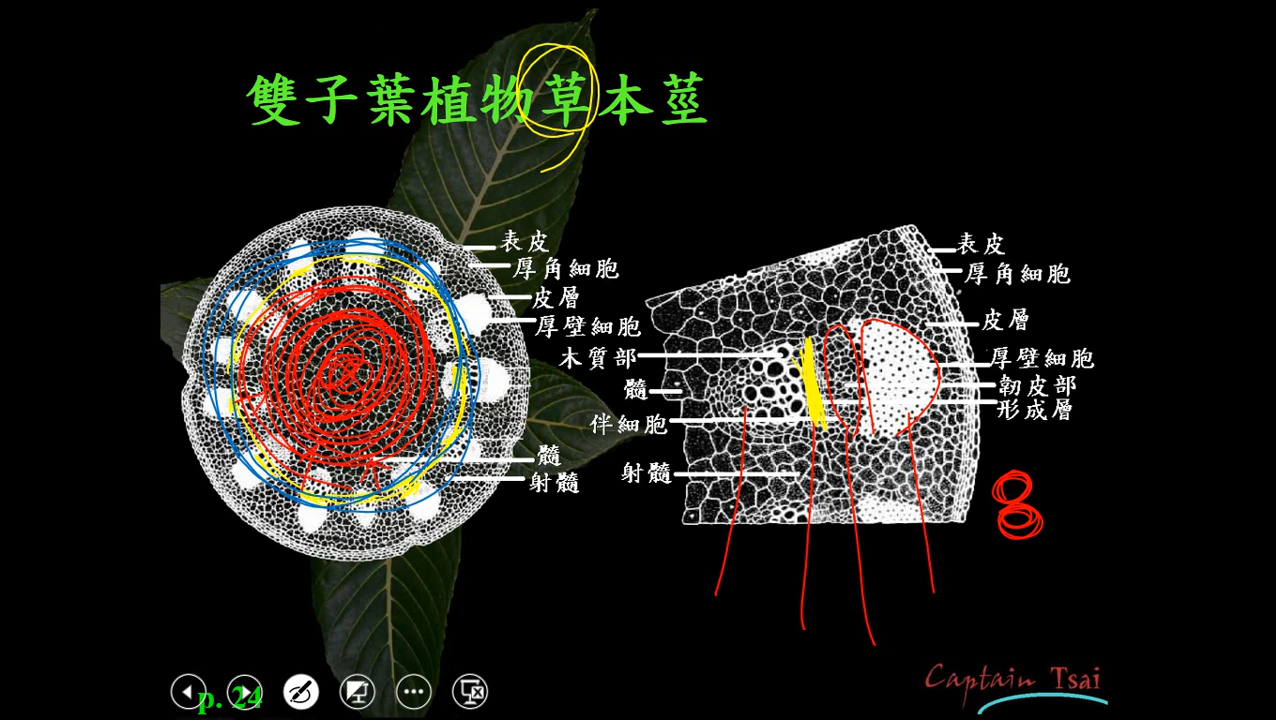 雙子葉植物草本莖
表皮
厚角細胞
皮層
厚壁細胞
髓
射髓
表皮
厚角細胞
皮層
厚壁細胞
韌皮部
形成層
木質部
髓
伴細胞
射髓
8
p. 24
Captain Tsai